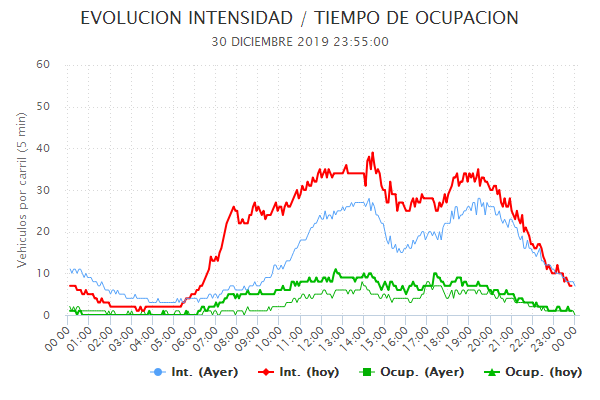 EVOLUCION INTENSIDAD / TIEMPO DE OCUPACION
30 DICIEMBRE 2019 23:55:00
Vehiculos por carril (5 min)
60
50
40
30
20
10
0
00:00 01:00 02:00 03:00 04:00 05:00 06:00 07:00 08:00 09:00 10:00 11:00 12:00 13:00 14:00 15:00 16:00 17:00 18:00 19:00 20:00 21:00 22:00 23:00 00:00
Int. (Ayer) Int. (hoy) Ocup. (Ayer) Ocup. (hoy)